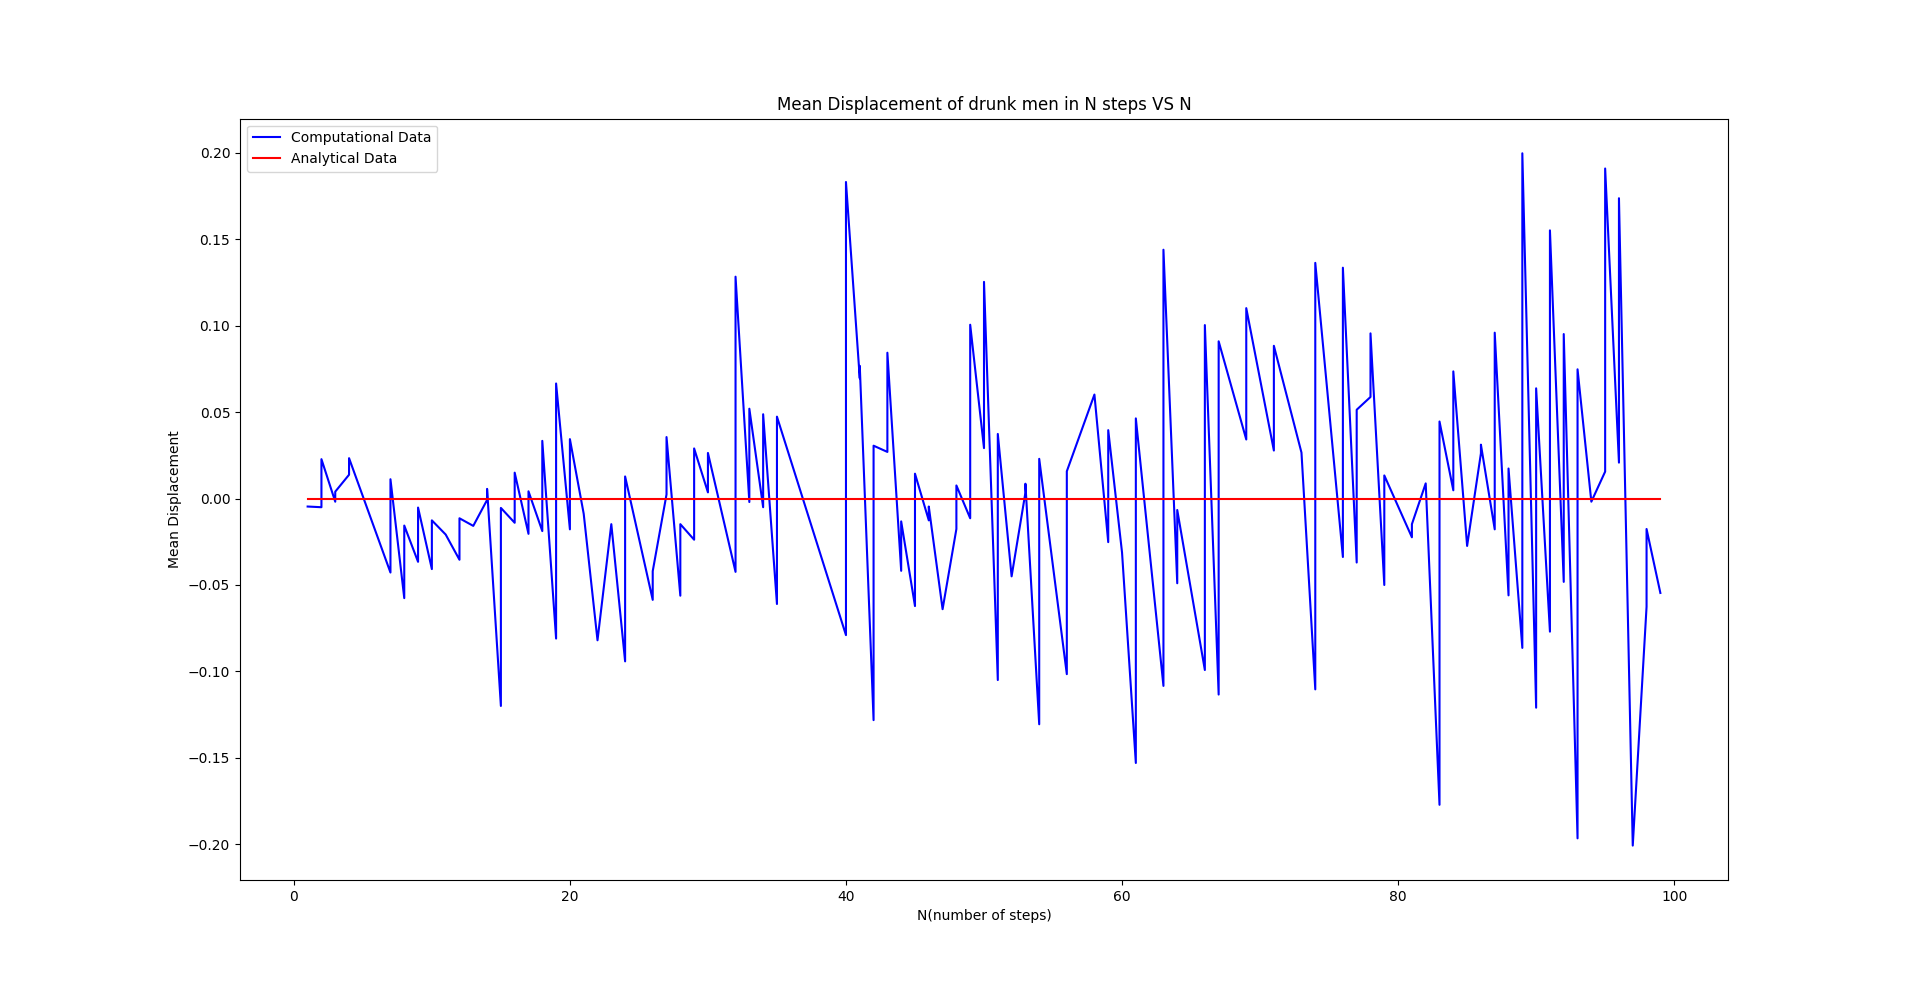 Mean Displacement of drunk men in N steps VS N
Computational Data
Analytical Data
Mean Displacement
0.20
0.15
0.10
0.05
0.00
−0.05
−0.10
−0.15
−0.20
0 20 40 60 80 100
N(number of steps)